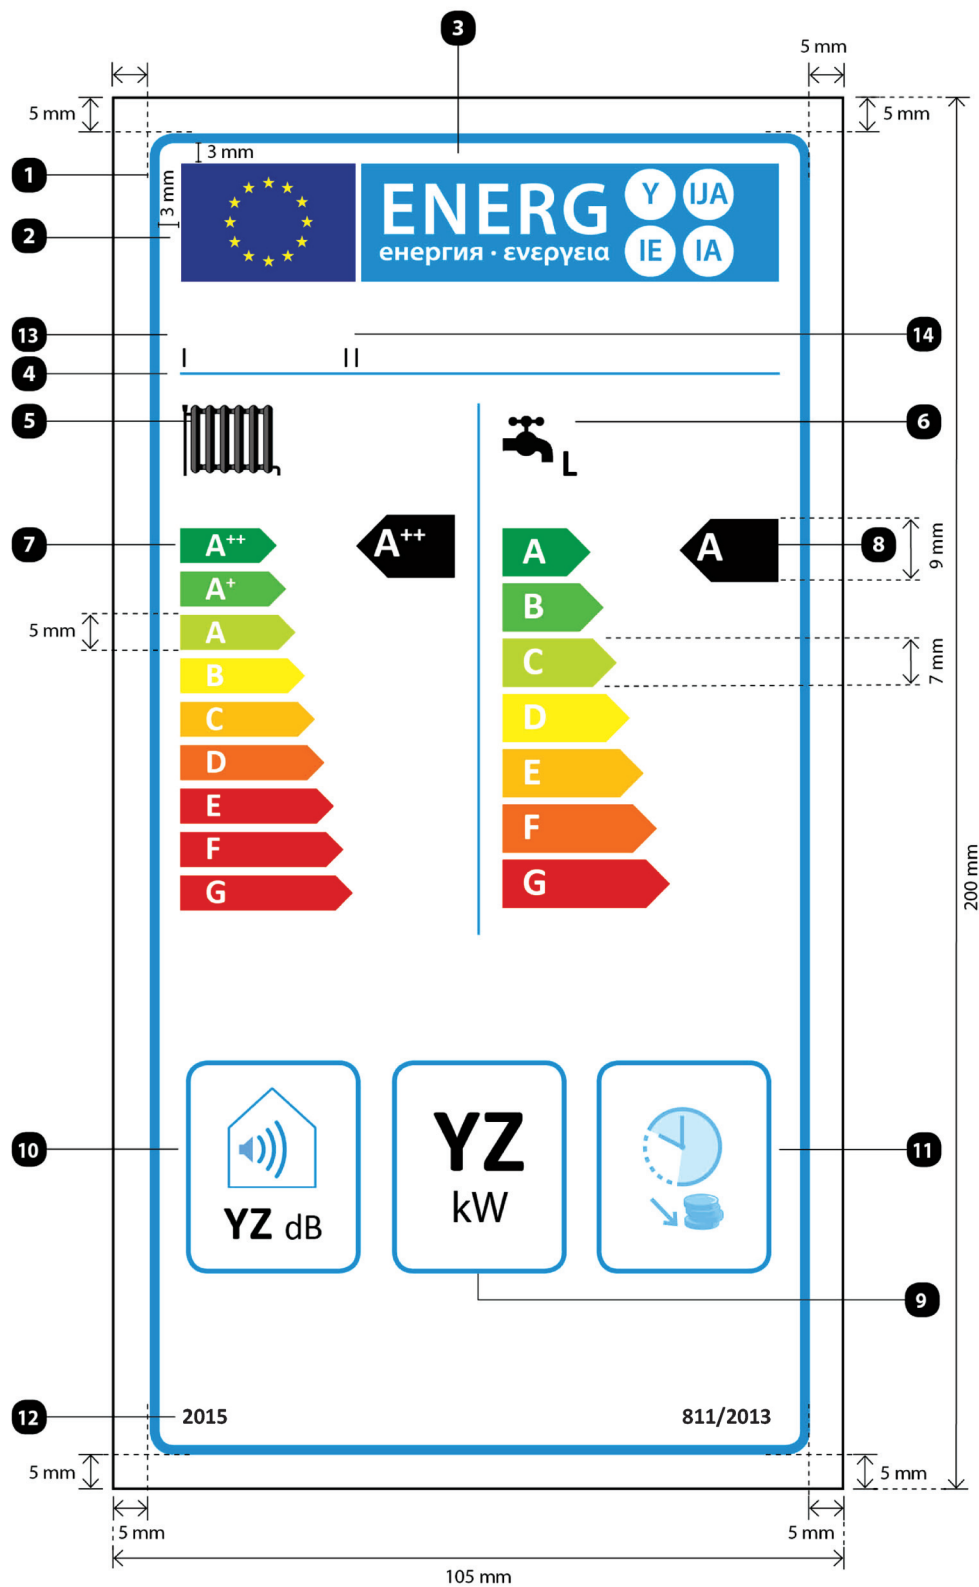 3
5 mm
5 mm
5 mm
3 mm
1
3 mm
ENERG
Y IJA
IE IA
енергия · ενεργεια
2
13
14
I
II
4
5
6
L
7
A++
A++
A
A
8
9 mm
A+
B
5 mm
A
C
7 mm
B
D
C
E
D
F
E
G
F
G
200 mm
10
YZ dB
YZ
kW
11
9
12
2015
811/2013
5 mm
5 mm
5 mm
5 mm
105 mm